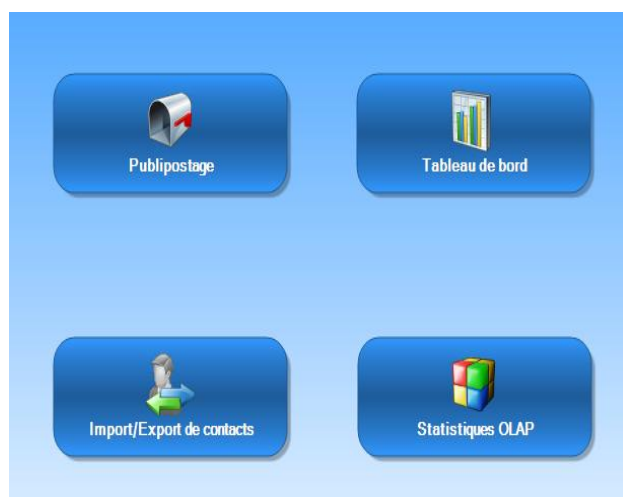 Publipostage
Tableau de bord
Import/Export de contacts
Statistiques OLAP